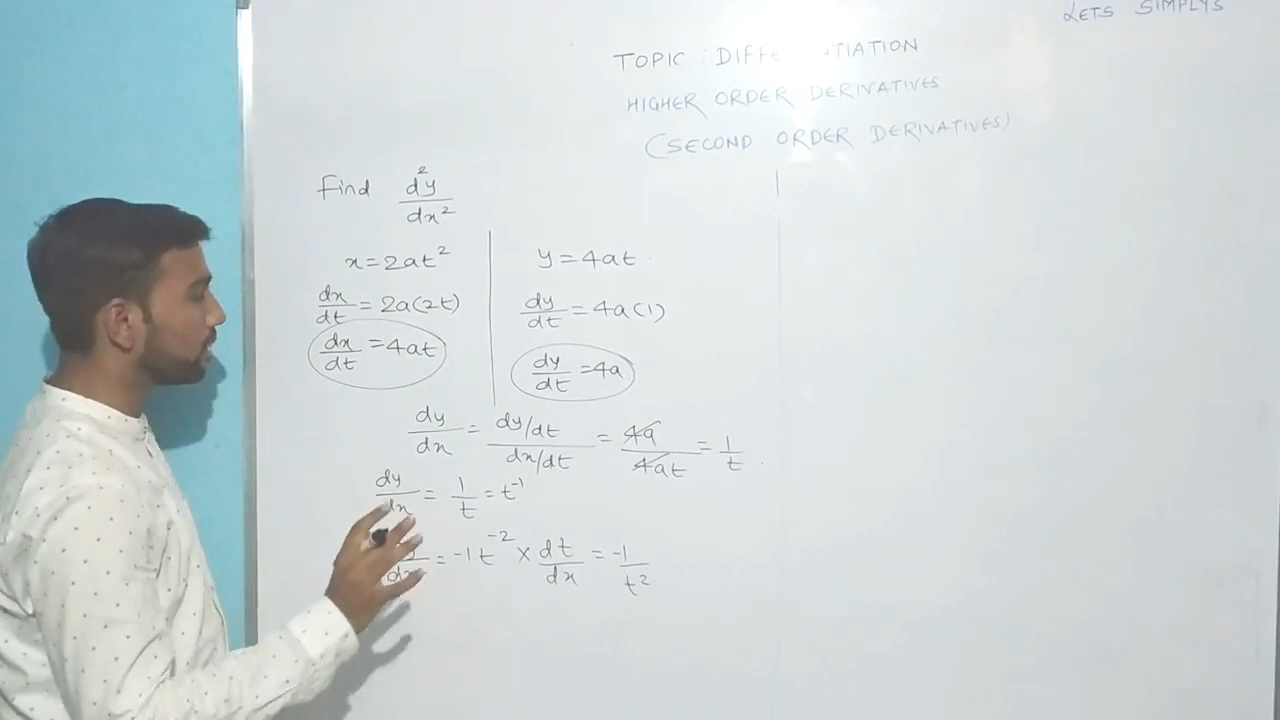 LETS SIMPLYS
TOPIC : DIFFE TIATION
HIGHER ORDER DERIVATIVES
(SECOND ORDER DERIVATIVES)
Find d²y/dx²
x=2at²
dx/dt = 2a(2t)
dx/dt =4at
y=4at
dy/dt = 4a(1)
dy/dt =4a
dy/dx = dy/dt / dx/dt = 4a/4at = 1/t
dy/dx = 1/t = t⁻¹
= -1t⁻² × dt/dx = -1/t²